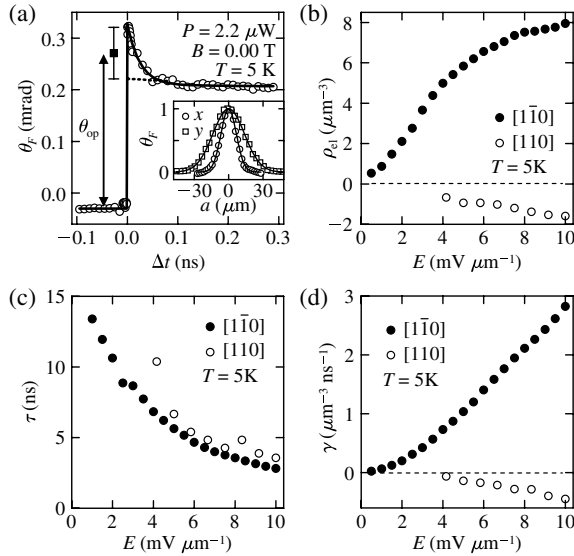 (a)
P = 2.2 μW
B = 0.00 T
T = 5 K
θF (mrad)
0.3
0.2
0.1
0.0
θop
x
y
θF
1
0
−30 0 30
a (μm)
−0.1 0.0 0.1 0.2 0.3
Δt (ns)
(b)
ρel (μm⁻³)
8
6
4
2
0
−2
[11̅0]
[110]
T = 5K
0 2 4 6 8 10
E (mV μm⁻¹)
(c)
τ (ns)
15
10
5
0
[11̅0]
[110]
T = 5K
0 2 4 6 8 10
E (mV μm⁻¹)
(d)
γ (μm⁻³ ns⁻¹)
3
2
1
0
[11̅0]
[110]
T = 5K
0 2 4 6 8 10
E (mV μm⁻¹)